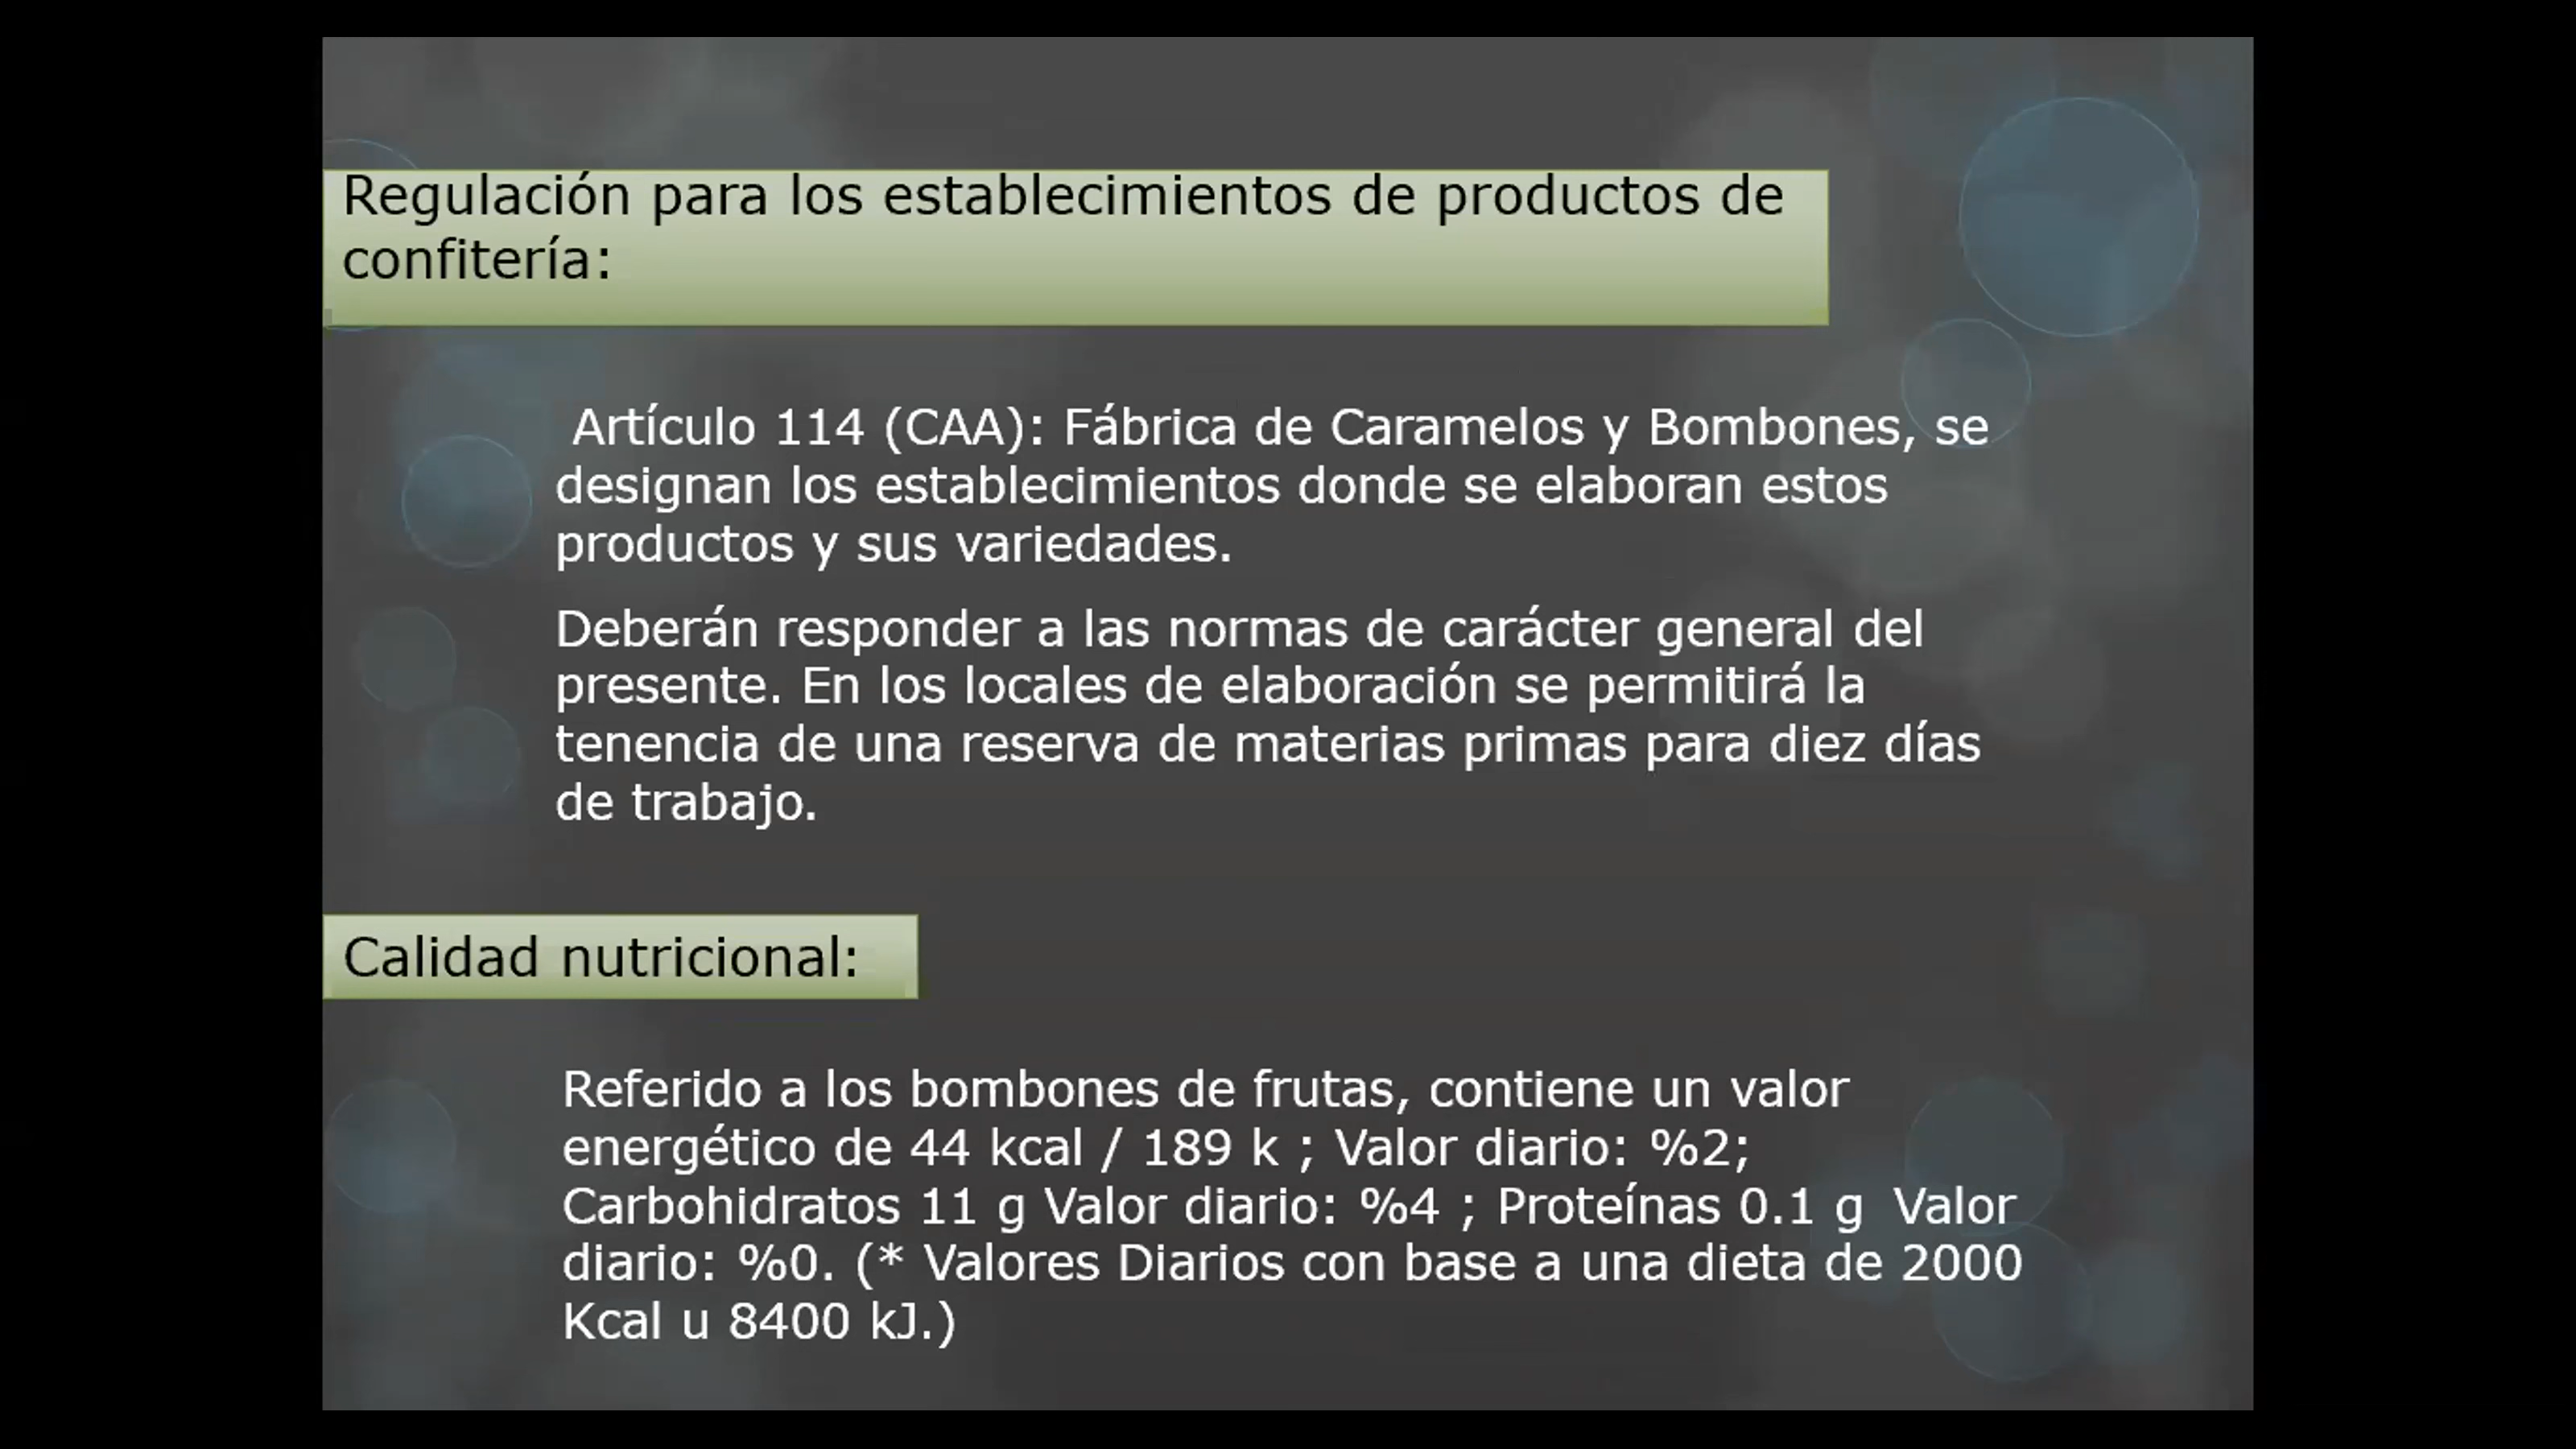 Regulación para los establecimientos de productos de
confitería:
Artículo 114 (CAA): Fábrica de Caramelos y Bombones, se
designan los establecimientos donde se elaboran estos
productos y sus variedades.
Deberán responder a las normas de carácter general del
presente. En los locales de elaboración se permitirá la
tenencia de una reserva de materias primas para diez días
de trabajo.
Calidad nutricional:
Referido a los bombones de frutas, contiene un valor
energético de 44 kcal / 189 k ; Valor diario: %2;
Carbohidratos 11 g Valor diario: %4 ; Proteínas 0.1 g  Valor
diario: %0. (* Valores Diarios con base a una dieta de 2000
Kcal u 8400 kJ.)